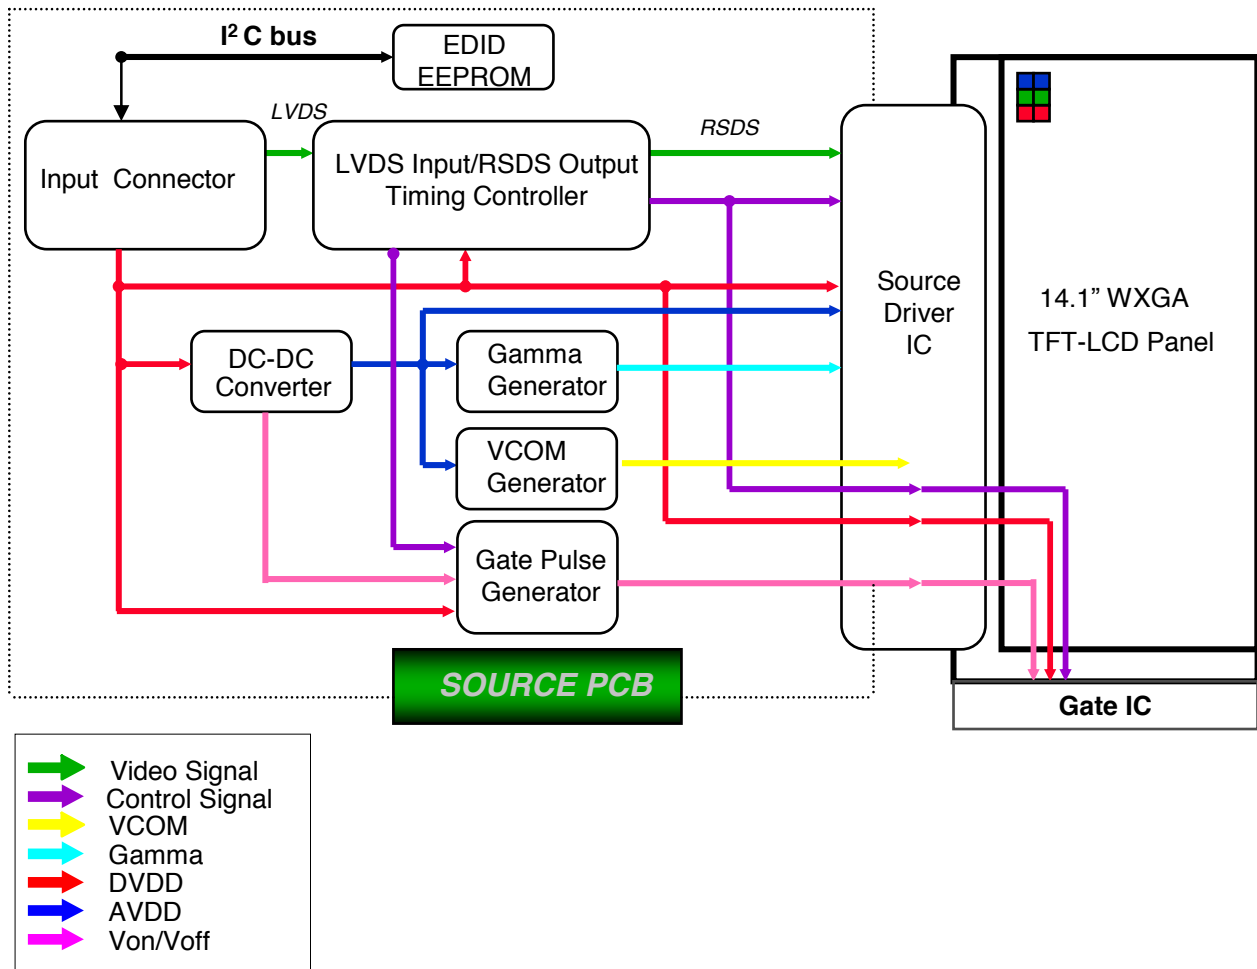 I² C bus
EDID
EEPROM
LVDS
RSDS
Input Connector
LVDS Input/RSDS Output
Timing Controller
Source
Driver
IC
14.1” WXGA
TFT-LCD Panel
DC-DC
Converter
Gamma
Generator
VCOM
Generator
Gate Pulse
Generator
SOURCE PCB
Gate IC
Video Signal
Control Signal
VCOM
Gamma
DVDD
AVDD
Von/Voff